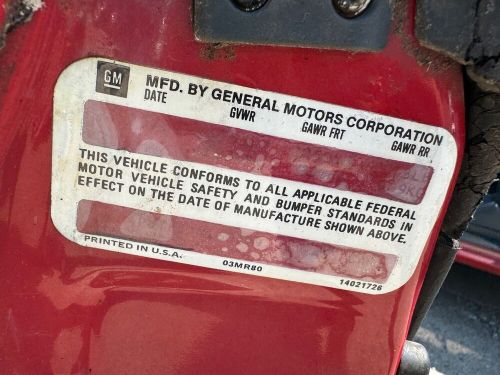 GM
MFD. BY GENERAL MOTORS CORPORATION
DATE GVWR GAWR FRT GAWR RR
THIS VEHICLE CONFORMS TO ALL APPLICABLE FEDERAL
MOTOR VEHICLE SAFETY AND BUMPER STANDARDS IN
EFFECT ON THE DATE OF MANUFACTURE SHOWN ABOVE.
PRINTED IN U.S.A. 03MR80 14021726